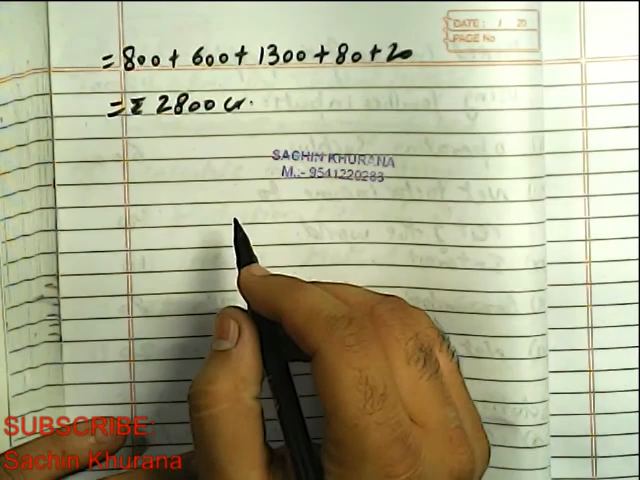 DATE: / 20
PAGE No
= 800 + 600 + 1300 + 80 + 20
= ₹ 2800 cr.
SACHIN KHURANA
M.:- 9541220283
SUBSCRIBE:
Sachin Khurana